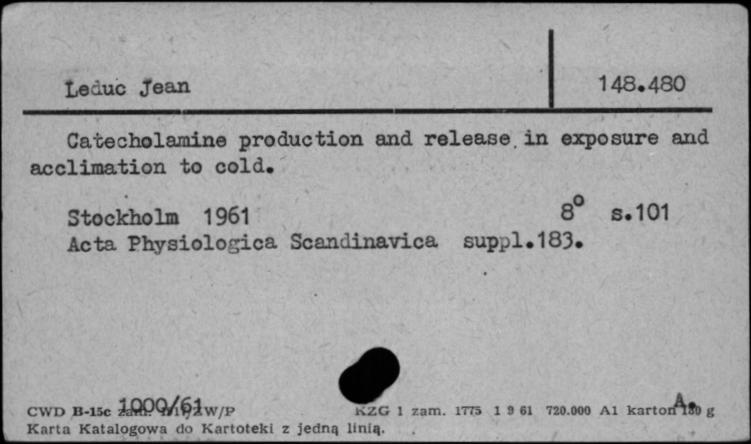 Leduc Jean 148.480
Catecholamine production and release in exposure and
acclimation to cold.
Stockholm 1961 8° s.101
Acta Physiologica Scandinavica suppl.183.
1000/61 A.
CWD B-15c zam. W/P KZG 1 zam. 1775 1 9 61 720.000 A1 karton g
Karta Katalogowa do Kartoteki z jedną linią.